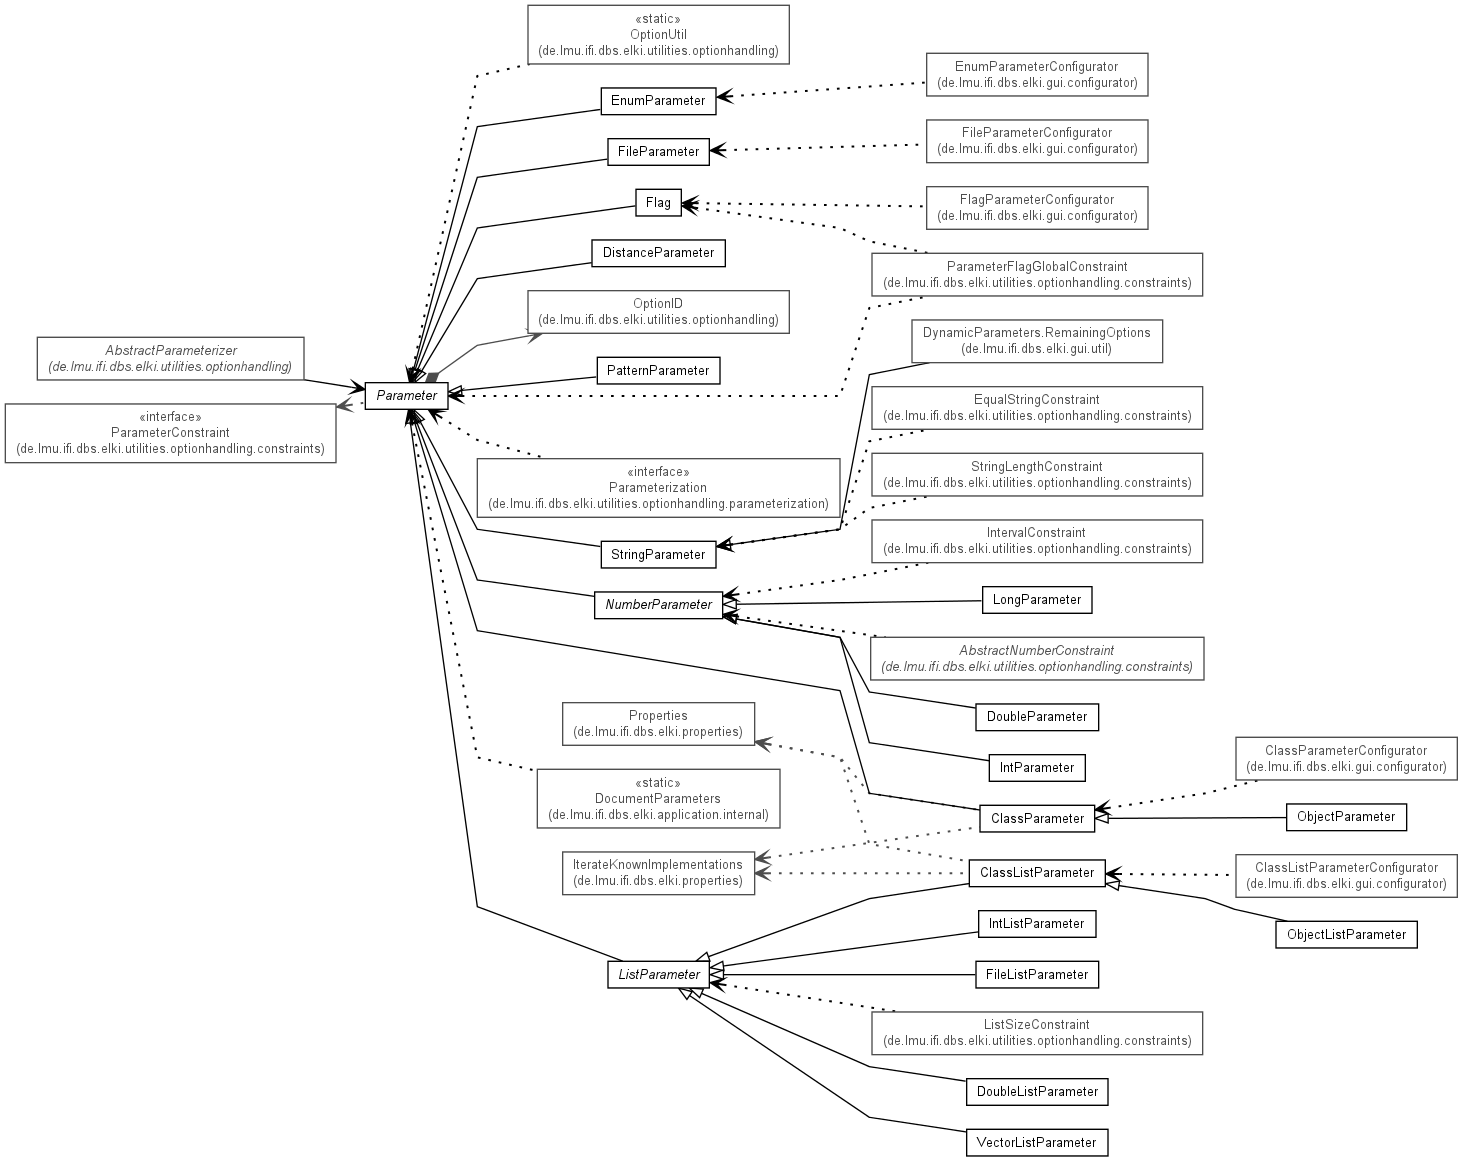 «static»
OptionUtil
(de.lmu.ifi.dbs.elki.utilities.optionhandling)
EnumParameterConfigurator
(de.lmu.ifi.dbs.elki.gui.configurator)
EnumParameter
FileParameterConfigurator
(de.lmu.ifi.dbs.elki.gui.configurator)
FileParameter
FlagParameterConfigurator
(de.lmu.ifi.dbs.elki.gui.configurator)
Flag
DistanceParameter
ParameterFlagGlobalConstraint
(de.lmu.ifi.dbs.elki.utilities.optionhandling.constraints)
OptionID
(de.lmu.ifi.dbs.elki.utilities.optionhandling)
DynamicParameters.RemainingOptions
(de.lmu.ifi.dbs.elki.gui.util)
AbstractParameterizer
(de.lmu.ifi.dbs.elki.utilities.optionhandling)
PatternParameter
Parameter
EqualStringConstraint
(de.lmu.ifi.dbs.elki.utilities.optionhandling.constraints)
«interface»
ParameterConstraint
(de.lmu.ifi.dbs.elki.utilities.optionhandling.constraints)
«interface»
Parameterization
(de.lmu.ifi.dbs.elki.utilities.optionhandling.parameterization)
StringLengthConstraint
(de.lmu.ifi.dbs.elki.utilities.optionhandling.constraints)
IntervalConstraint
(de.lmu.ifi.dbs.elki.utilities.optionhandling.constraints)
StringParameter
NumberParameter
LongParameter
AbstractNumberConstraint
(de.lmu.ifi.dbs.elki.utilities.optionhandling.constraints)
Properties
(de.lmu.ifi.dbs.elki.properties)
DoubleParameter
IntParameter
ClassParameterConfigurator
(de.lmu.ifi.dbs.elki.gui.configurator)
«static»
DocumentParameters
(de.lmu.ifi.dbs.elki.application.internal)
ClassParameter
ObjectParameter
IterateKnownImplementations
(de.lmu.ifi.dbs.elki.properties)
ClassListParameter
ClassListParameterConfigurator
(de.lmu.ifi.dbs.elki.gui.configurator)
IntListParameter
ObjectListParameter
ListParameter
FileListParameter
ListSizeConstraint
(de.lmu.ifi.dbs.elki.utilities.optionhandling.constraints)
DoubleListParameter
VectorListParameter